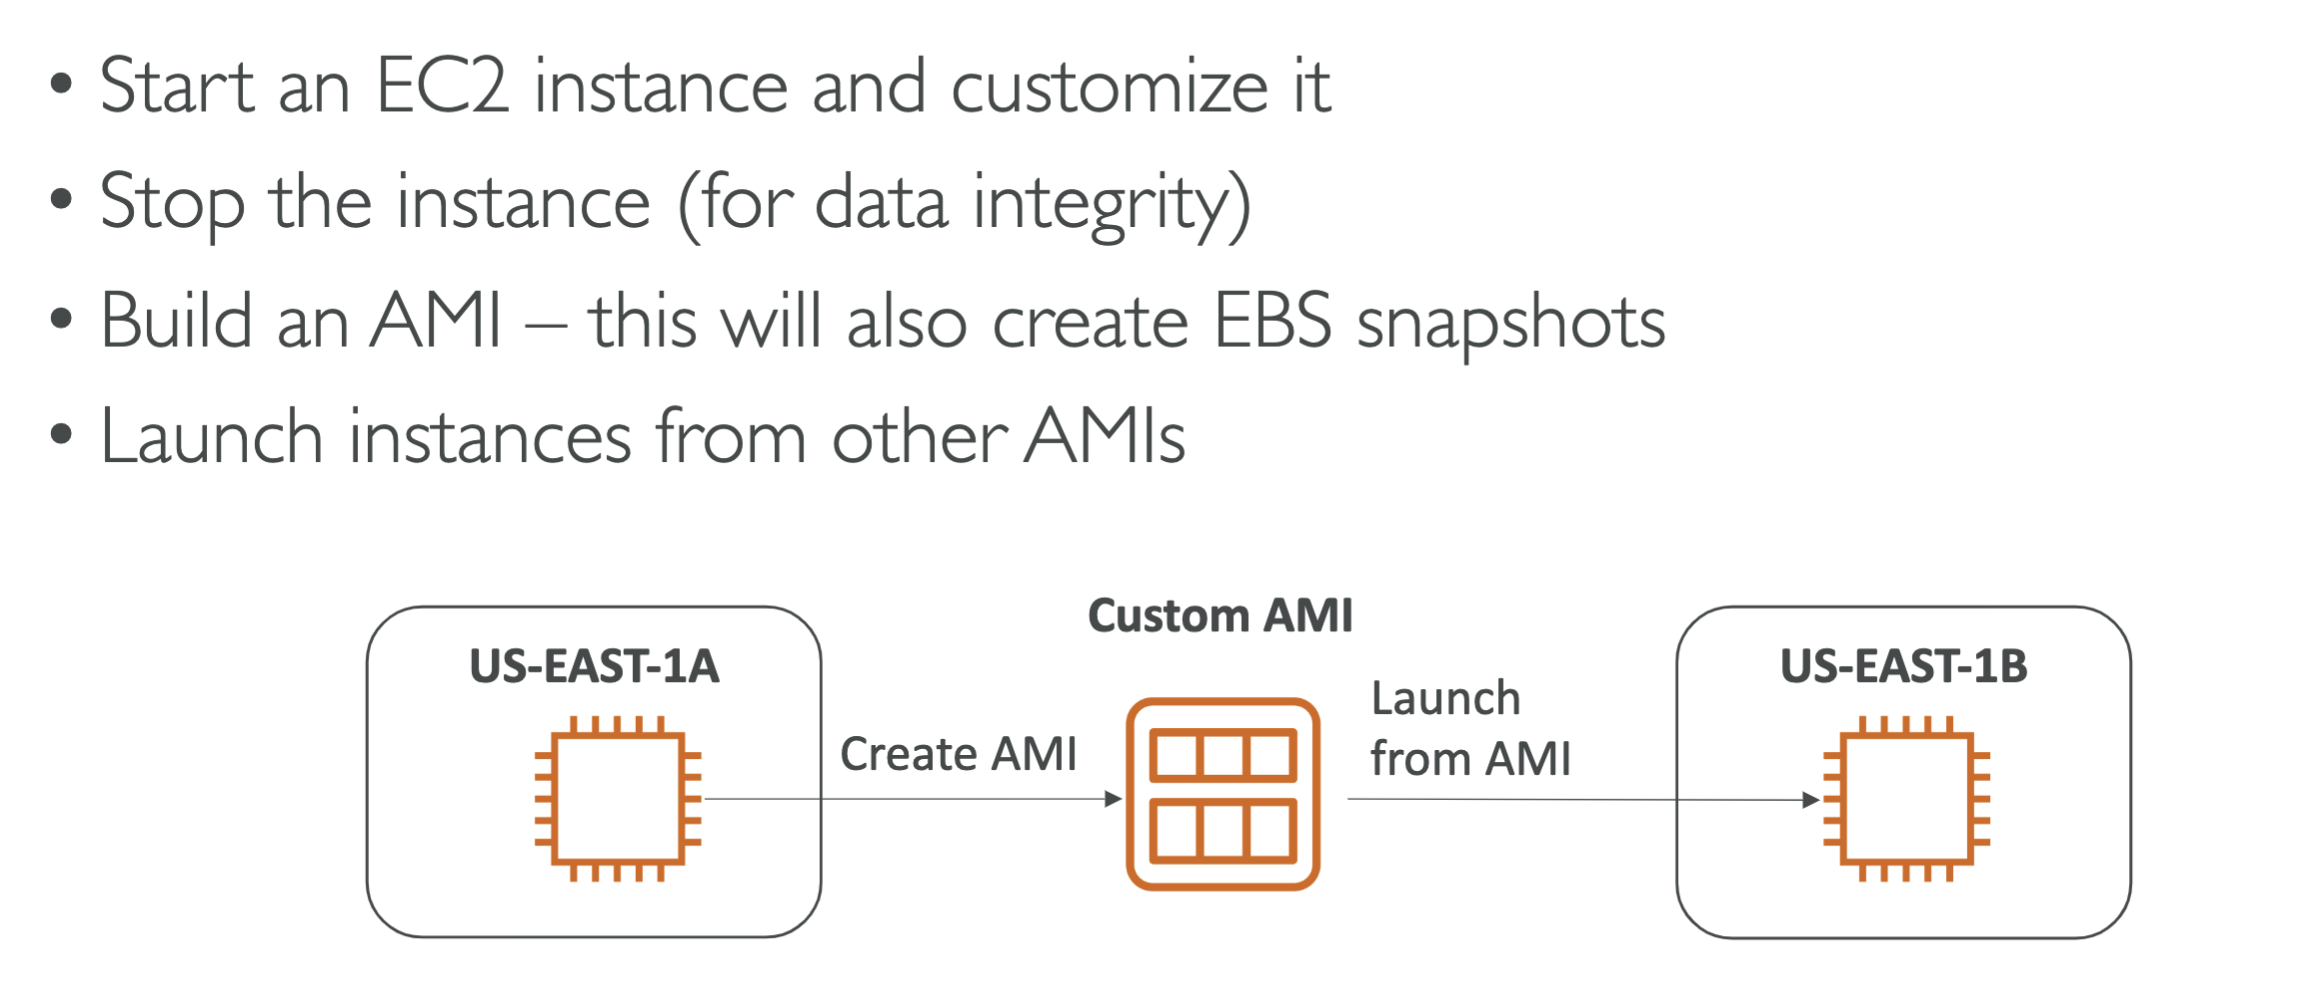 • Start an EC2 instance and customize it
• Stop the instance (for data integrity)
• Build an AMI – this will also create EBS snapshots
• Launch instances from other AMIs
US-EAST-1A
Create AMI
Custom AMI
Launch
from AMI
US-EAST-1B